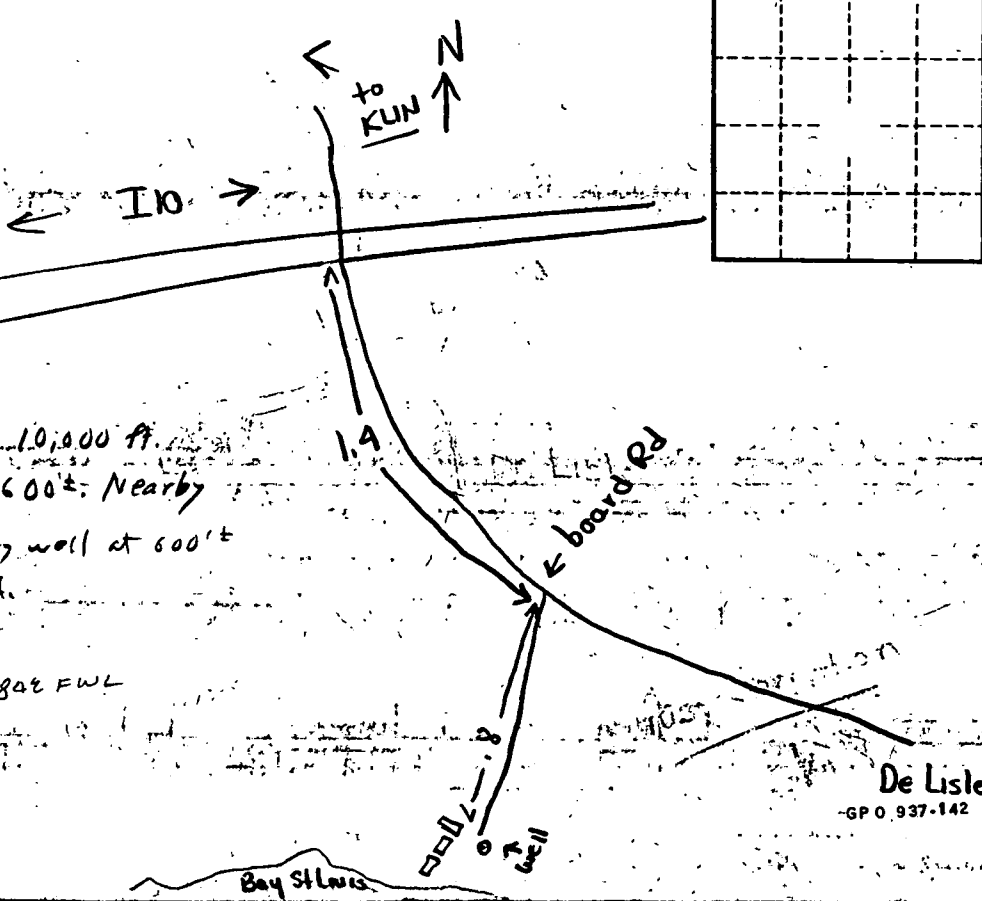 N
to
KLIN
I10
10,000 ft.
600'±. Nearby
well at 600'±
1.4
board Rd
FWL
.8
De Lisle
GPO 937-142
well
Bay St Louis